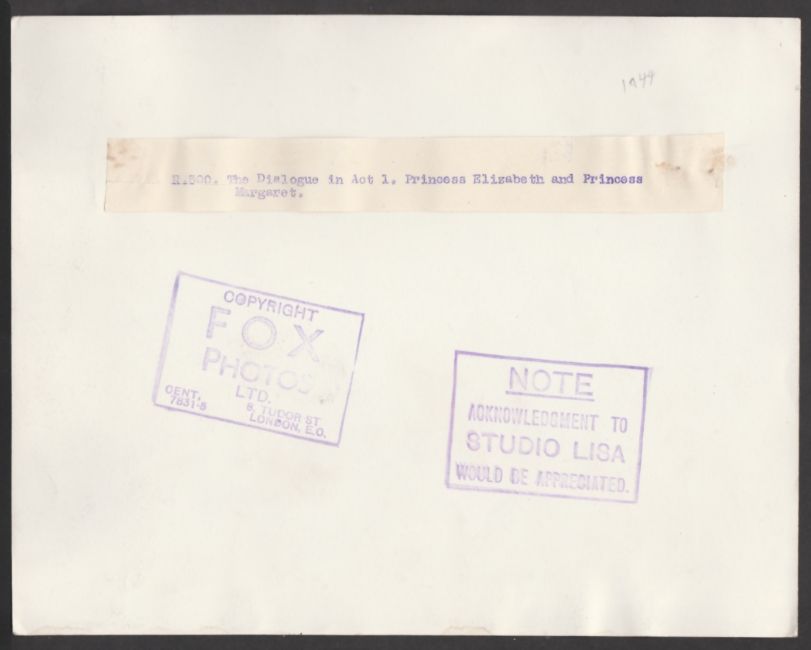 1944
R.500. The Dialogue in Act 1. Princess Elizabeth and Princess
Margaret.
COPYRIGHT
FOX
PHOTOS
LTD.
CENT.
7831-5
8, TUDOR ST
LONDON, E.C.
NOTE
ACKNOWLEDGMENT TO
STUDIO LISA
WOULD BE APPRECIATED.